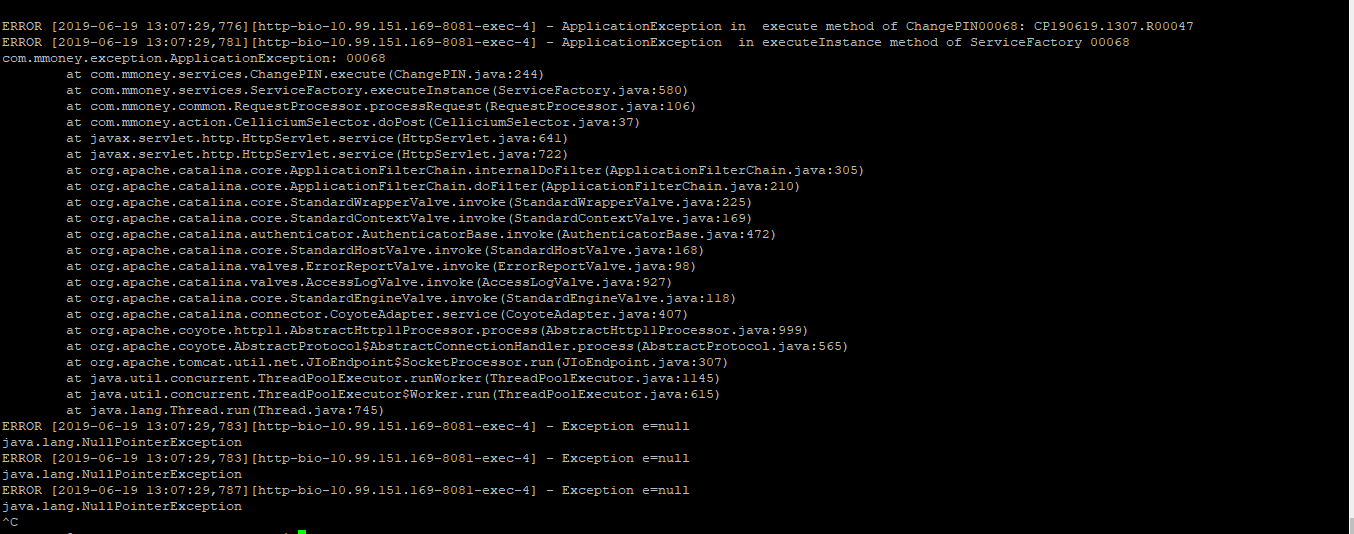 ERROR [2019-06-19 13:07:29,776][http-bio-10.99.151.169-8081-exec-4] - ApplicationException in  execute method of ChangePIN00068: CP190619.1307.R00047
ERROR [2019-06-19 13:07:29,781][http-bio-10.99.151.169-8081-exec-4] - ApplicationException  in executeInstance method of ServiceFactory 00068
com.mmoney.exception.ApplicationException: 00068
        at com.mmoney.services.ChangePIN.execute(ChangePIN.java:244)
        at com.mmoney.services.ServiceFactory.executeInstance(ServiceFactory.java:580)
        at com.mmoney.common.RequestProcessor.processRequest(RequestProcessor.java:106)
        at com.mmoney.action.CelliciumSelector.doPost(CelliciumSelector.java:37)
        at javax.servlet.http.HttpServlet.service(HttpServlet.java:641)
        at javax.servlet.http.HttpServlet.service(HttpServlet.java:722)
        at org.apache.catalina.core.ApplicationFilterChain.internalDoFilter(ApplicationFilterChain.java:305)
        at org.apache.catalina.core.ApplicationFilterChain.doFilter(ApplicationFilterChain.java:210)
        at org.apache.catalina.core.StandardWrapperValve.invoke(StandardWrapperValve.java:225)
        at org.apache.catalina.core.StandardContextValve.invoke(StandardContextValve.java:169)
        at org.apache.catalina.authenticator.AuthenticatorBase.invoke(AuthenticatorBase.java:472)
        at org.apache.catalina.core.StandardHostValve.invoke(StandardHostValve.java:168)
        at org.apache.catalina.valves.ErrorReportValve.invoke(ErrorReportValve.java:98)
        at org.apache.catalina.valves.AccessLogValve.invoke(AccessLogValve.java:927)
        at org.apache.catalina.core.StandardEngineValve.invoke(StandardEngineValve.java:118)
        at org.apache.catalina.connector.CoyoteAdapter.service(CoyoteAdapter.java:407)
        at org.apache.coyote.http11.AbstractHttp11Processor.process(AbstractHttp11Processor.java:999)
        at org.apache.coyote.AbstractProtocol$AbstractConnectionHandler.process(AbstractProtocol.java:565)
        at org.apache.tomcat.util.net.JIoEndpoint$SocketProcessor.run(JIoEndpoint.java:307)
        at java.util.concurrent.ThreadPoolExecutor.runWorker(ThreadPoolExecutor.java:1145)
        at java.util.concurrent.ThreadPoolExecutor$Worker.run(ThreadPoolExecutor.java:615)
        at java.lang.Thread.run(Thread.java:745)
ERROR [2019-06-19 13:07:29,783][http-bio-10.99.151.169-8081-exec-4] - Exception e=null
java.lang.NullPointerException
ERROR [2019-06-19 13:07:29,783][http-bio-10.99.151.169-8081-exec-4] - Exception e=null
java.lang.NullPointerException
ERROR [2019-06-19 13:07:29,787][http-bio-10.99.151.169-8081-exec-4] - Exception e=null
java.lang.NullPointerException
^C